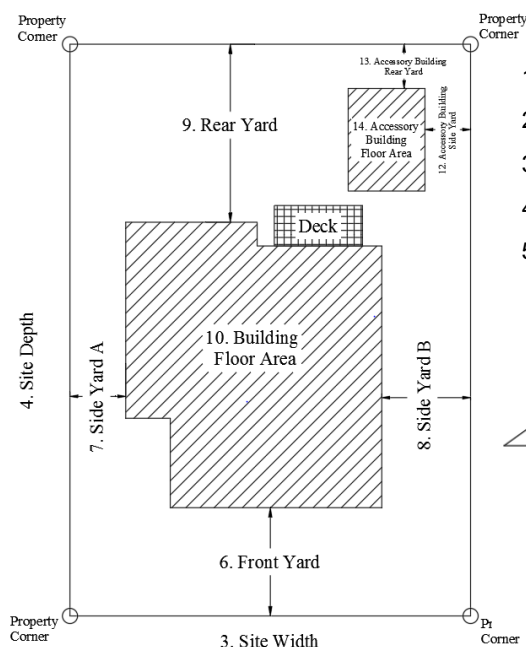 Property
Corner
Property
Corner
13. Accessory Building
Rear Yard
9. Rear Yard
14. Accessory
Building
Floor Area
12. Accessory Building
Side Yard
Deck
10. Building
Floor Area
4. Site Depth
7. Side Yard A
8. Side Yard B
6. Front Yard
Property
Corner
3. Site Width
Corner